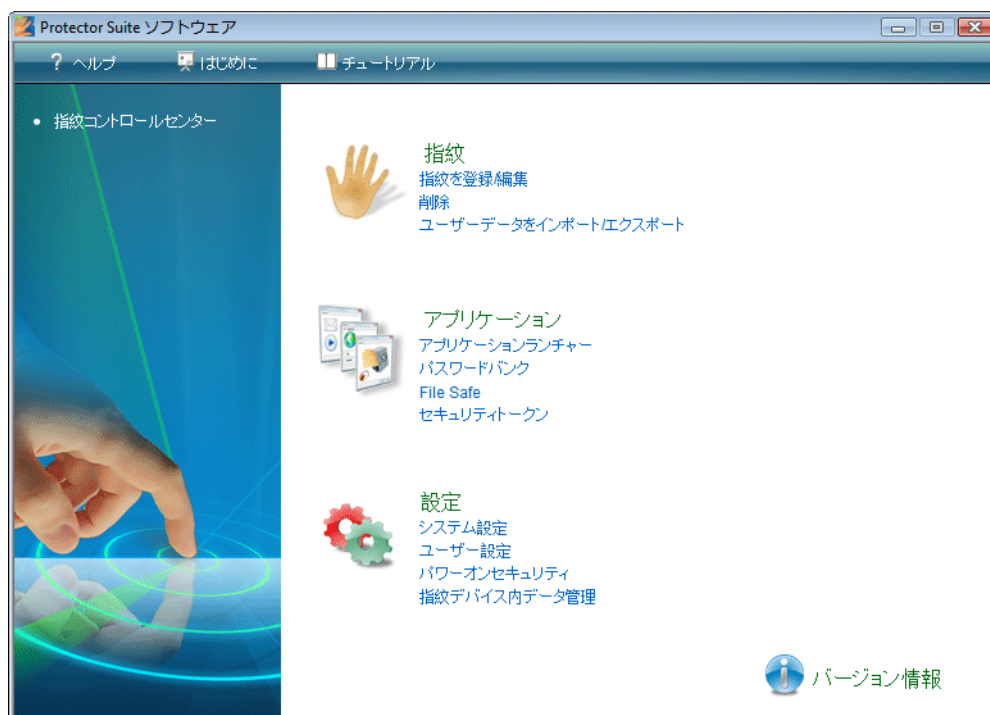 Protector Suite ソフトウェア
? ヘルプ はじめに チュートリアル
• 指紋コントロールセンター
指紋
指紋を登録/編集
削除
ユーザーデータをインポート/エクスポート
アプリケーション
アプリケーションランチャー
パスワードバンク
File Safe
セキュリティトークン
設定
システム設定
ユーザー設定
パワーオンセキュリティ
指紋デバイス内データ管理
バージョン情報